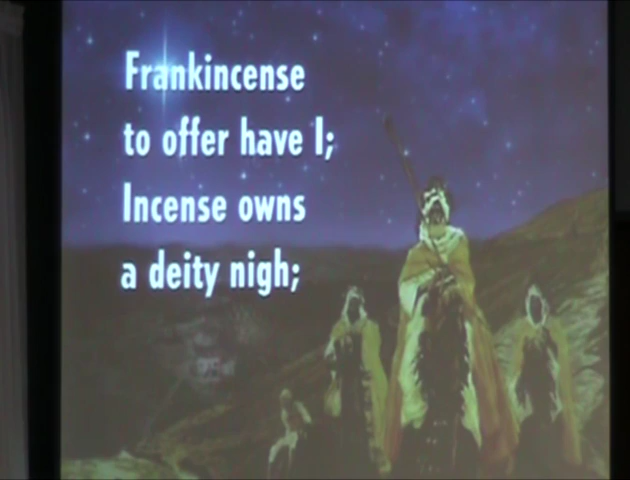 Frankincense
to offer have I;
Incense owns
a deity nigh;